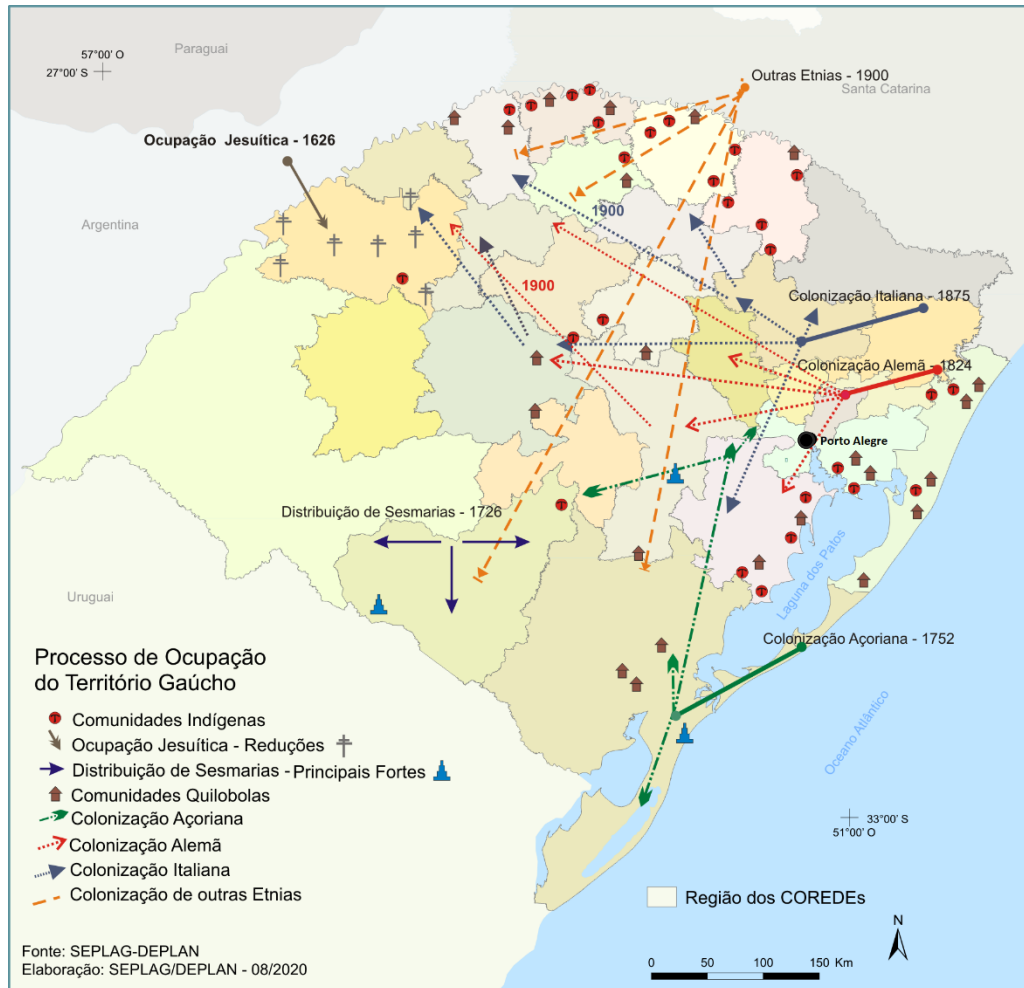 57°00' O
27°00' S
Paraguai
Outras Etnias - 1900
Santa Catarina
Ocupação Jesuítica - 1626
Argentina
1900
1900
Colonização Italiana - 1875
Colonização Alemã - 1824
Porto Alegre
Distribuição de Sesmarias - 1726
Laguna dos Patos
Uruguai
Colonização Açoriana - 1752
Oceano Atlântico
Processo de Ocupação
do Território Gaúcho
Comunidades Indígenas
Ocupação Jesuítica - Reduções
Distribuição de Sesmarias - Principais Fortes
Comunidades Quilobolas
Colonização Açoriana
Colonização Alemã
Colonização Italiana
Colonização de outras Etnias
33°00' S
51°00' O
Região dos COREDEs
N
0 50 100 150 Km
Fonte: SEPLAG-DEPLAN
Elaboração: SEPLAG/DEPLAN - 08/2020